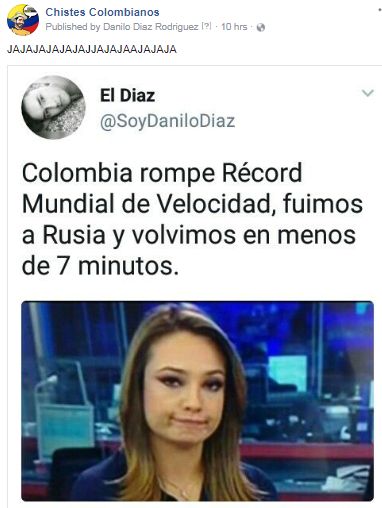 Chistes Colombianos
Published by Danilo Diaz Rodriguez [?] · 10 hrs ·
JAJAJAJAJAJAJJAJAJAAJAJAJA
El Diaz
@SoyDaniloDiaz
Colombia rompe Récord
Mundial de Velocidad, fuimos
a Rusia y volvimos en menos
de 7 minutos.